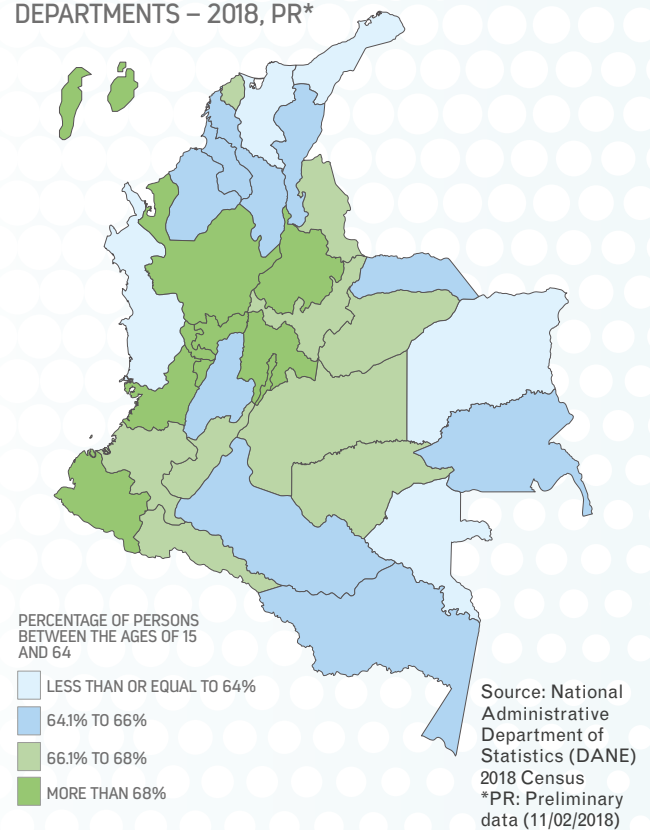 DEPARTMENTS – 2018, PR*
PERCENTAGE OF PERSONS
BETWEEN THE AGES OF 15
AND 64
LESS THAN OR EQUAL TO 64%
64.1% TO 66%
66.1% TO 68%
MORE THAN 68%
Source: National
Administrative
Department of
Statistics (DANE)
2018 Census
*PR: Preliminary
data (11/02/2018)